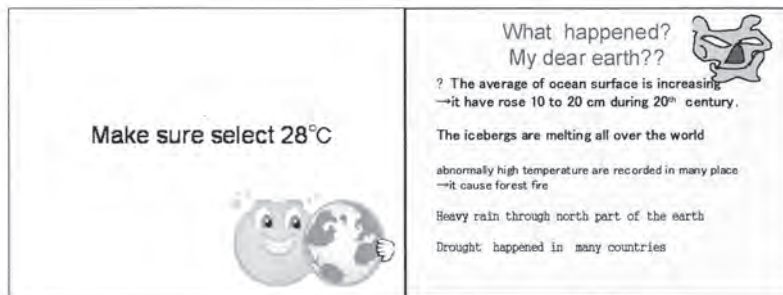 Make sure select 28°C
What happened?
My dear earth??
? The average of ocean surface is increasing
→it have rose 10 to 20 cm during 20th century.
The icebergs are melting all over the world
abnormally high temperature are recorded in many place
→it cause forest fire
Heavy rain through north part of the earth
Drought happened in many countries